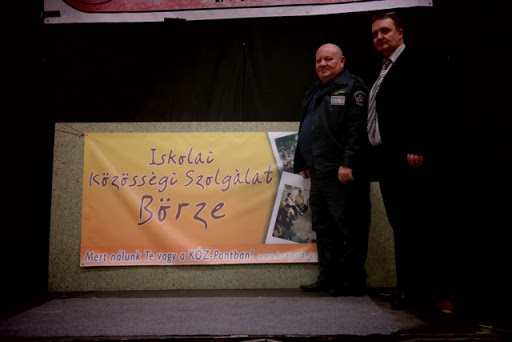 Iskolai
Közösségi Szolgálat
Börze
Mert nálunk Te vagy a KÖZ-Pontban!